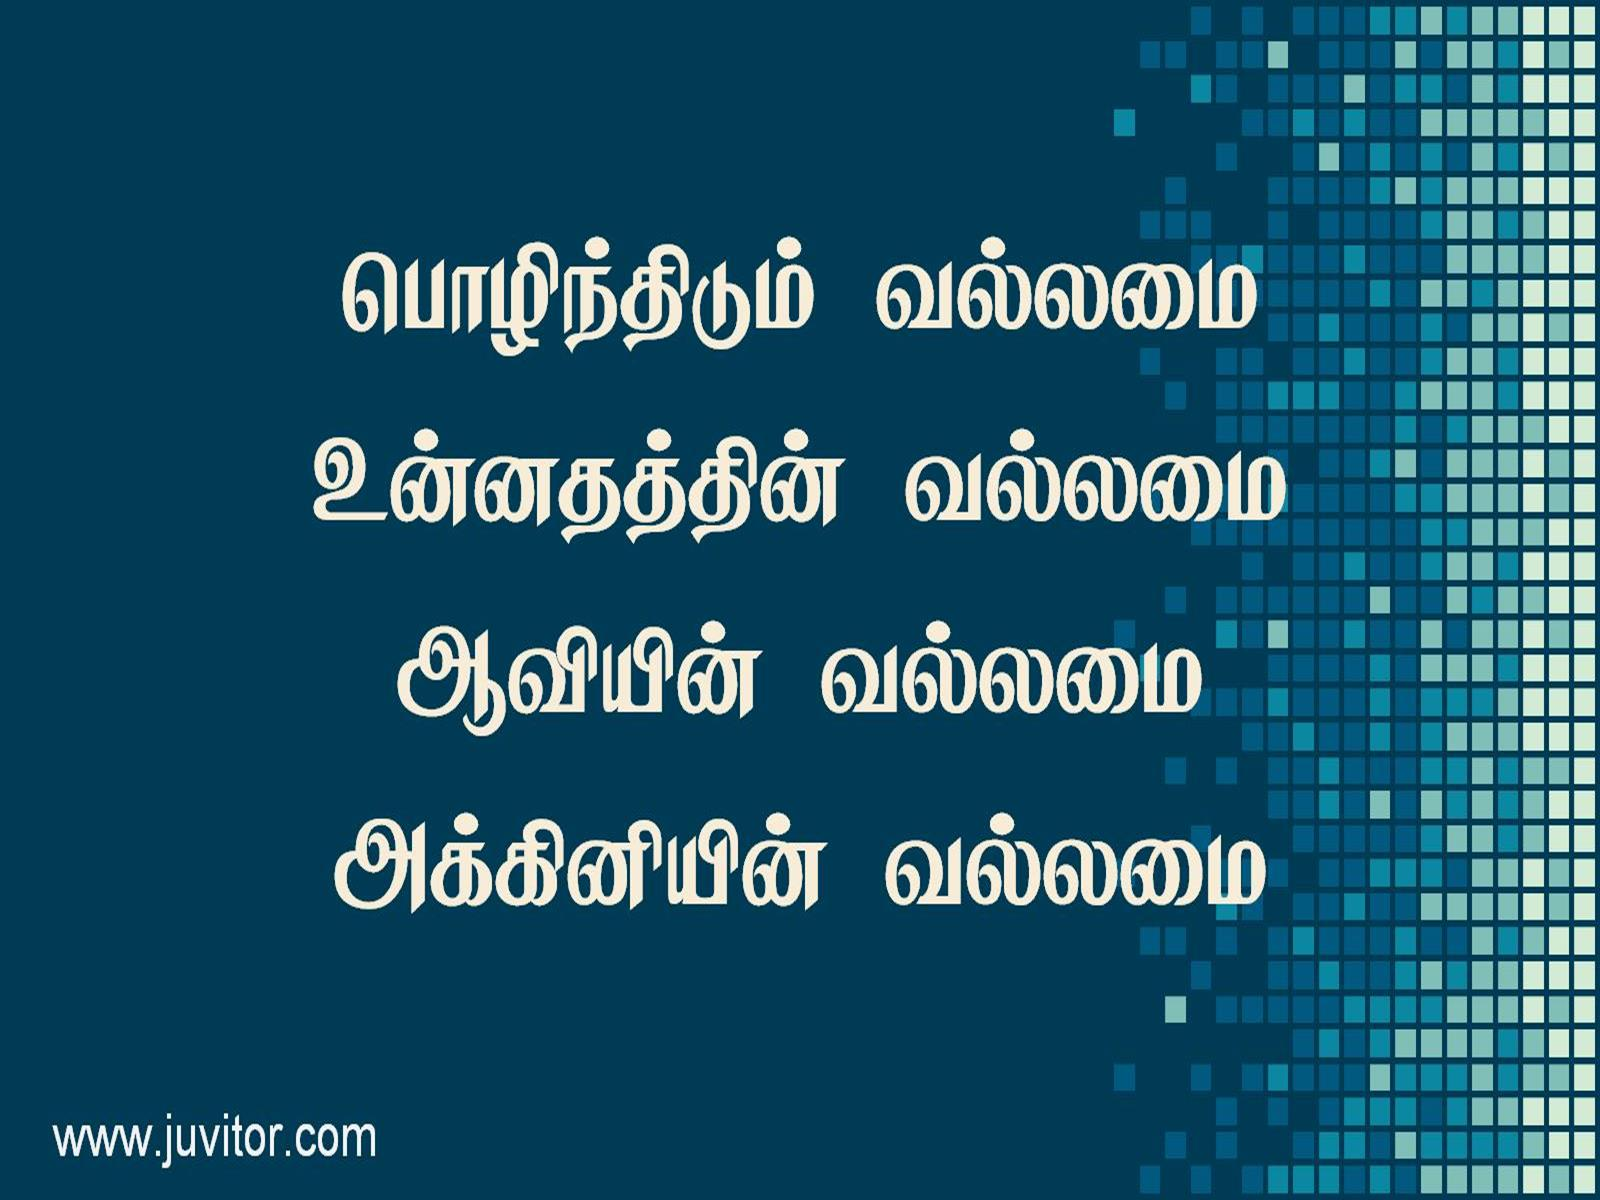 பொழிந்திடும் வல்லமை
உன்னதத்தின் வல்லமை
ஆவியின் வல்லமை
அக்கினியின் வல்லமை
www.juvitor.com